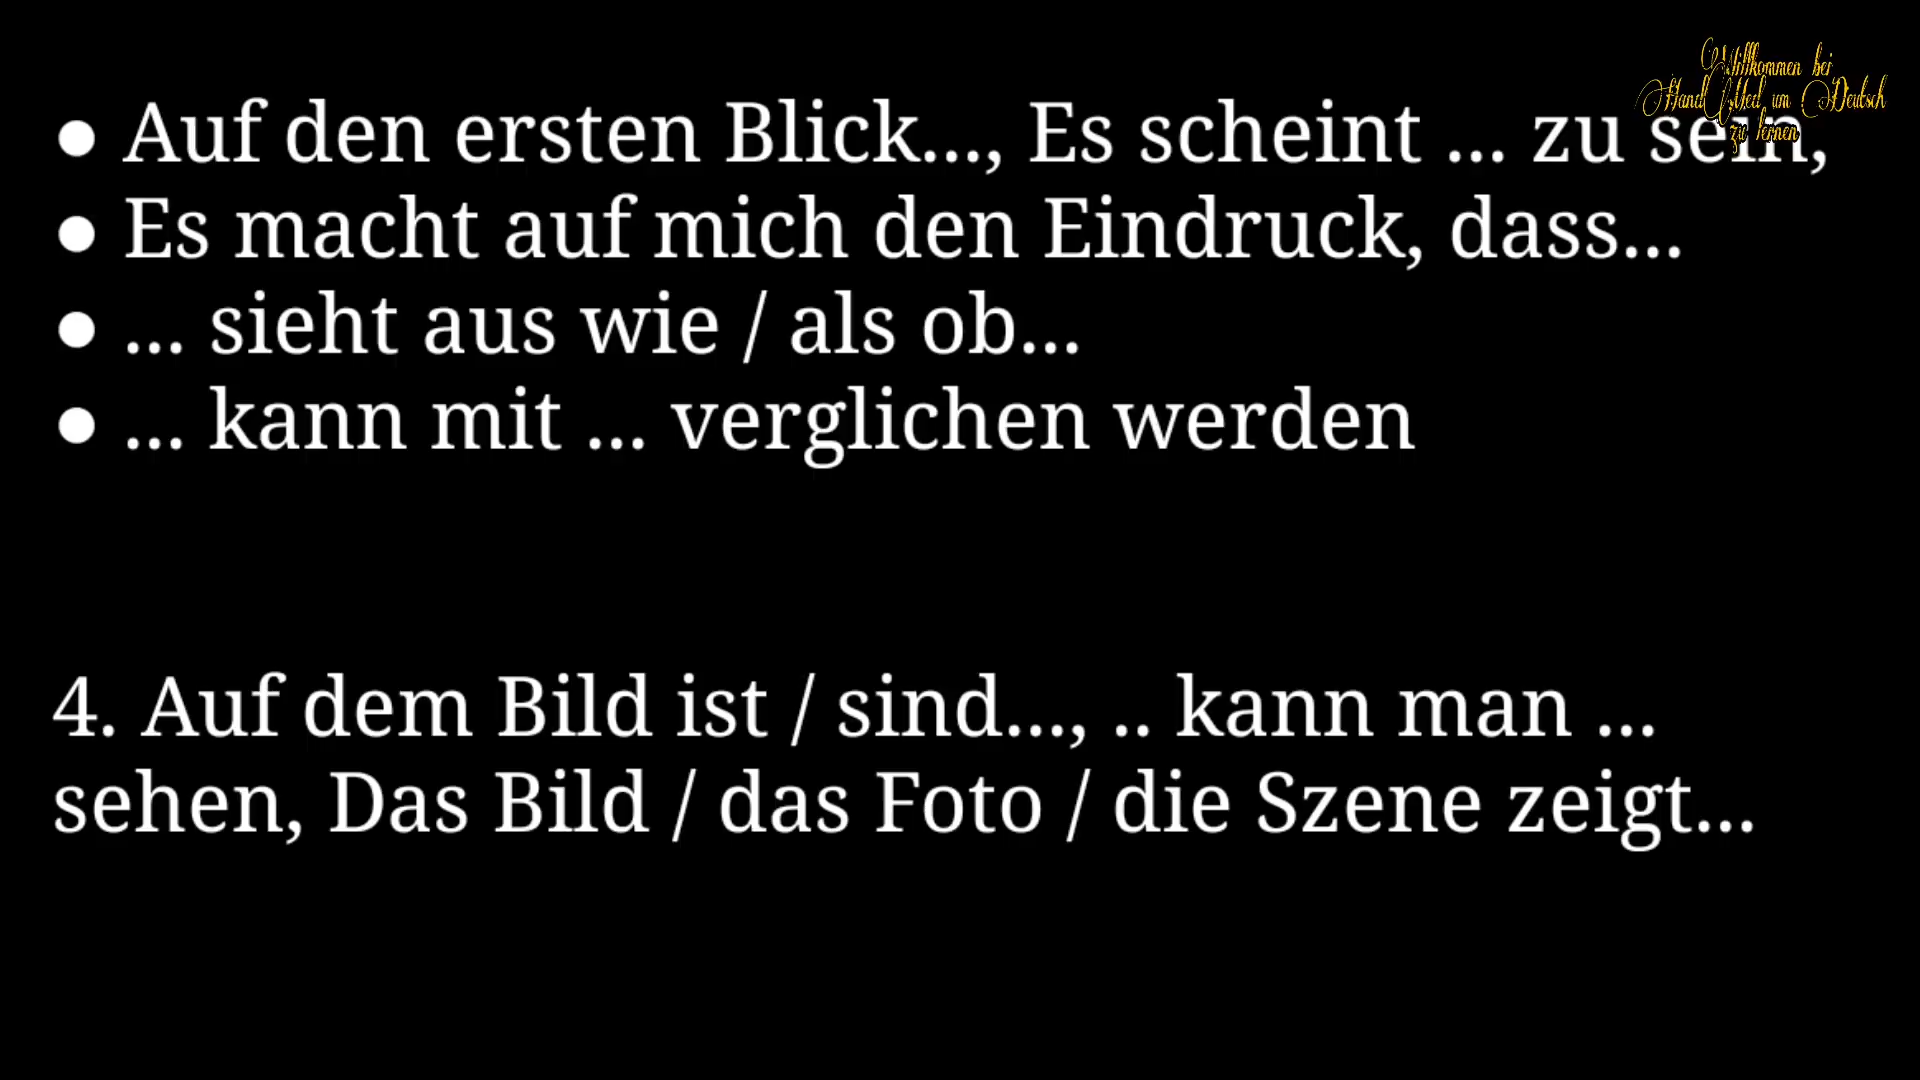 Willkommen bei
Hand Med um Deutsch
zu lernen
● Auf den ersten Blick..., Es scheint ... zu sein,
● Es macht auf mich den Eindruck, dass...
● ... sieht aus wie / als ob...
● ... kann mit ... verglichen werden
4. Auf dem Bild ist / sind..., .. kann man ...
sehen, Das Bild / das Foto / die Szene zeigt...